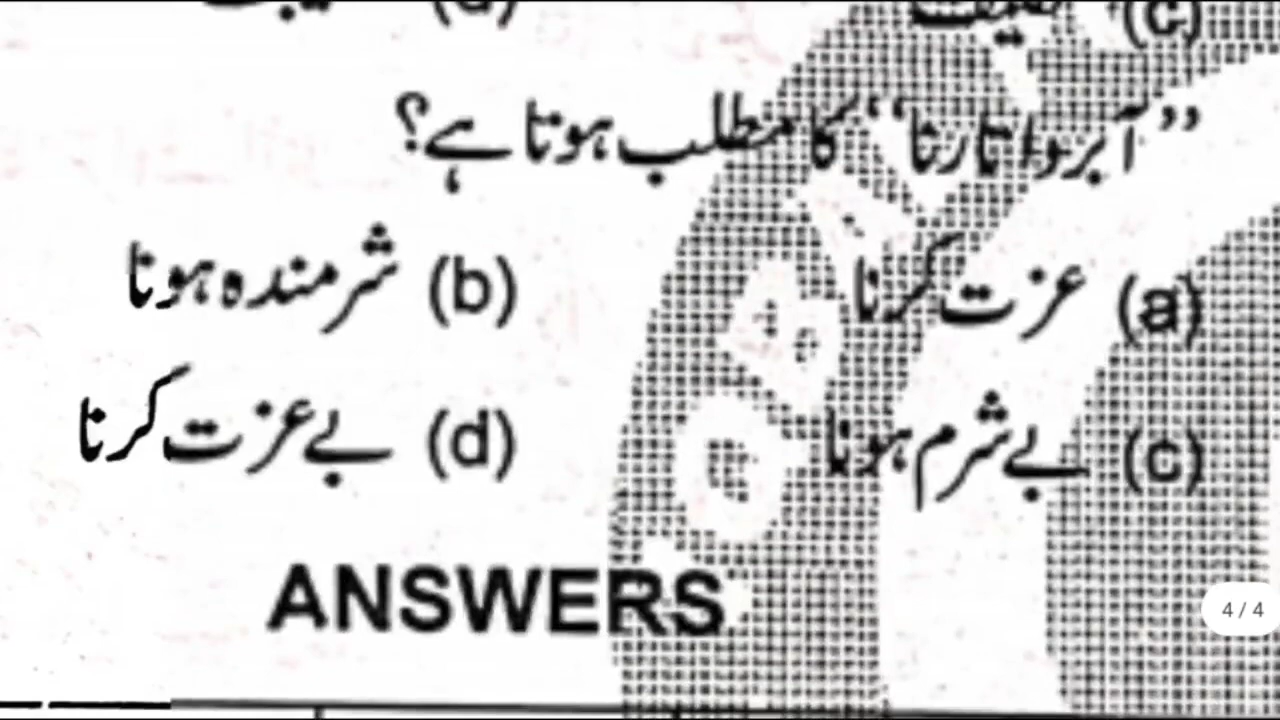 (c) (d)
’’آبرو اتارنا‘‘ کا مطلب ہوتا ہے؟
(a) عزت کرنا (b) شرمندہ ہونا
(c) بے شرم ہونا (d) بے عزت کرنا
ANSWERS
4 / 4